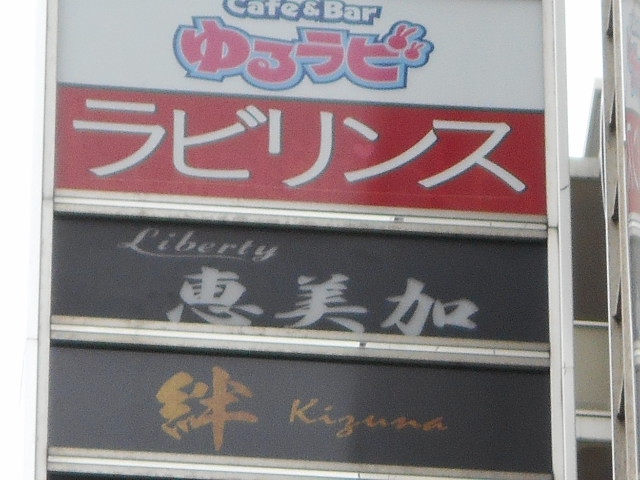 Cafe&Bar
ゆるラビ
ラビリンス
Liberty
恵美加
絆 Kizuna